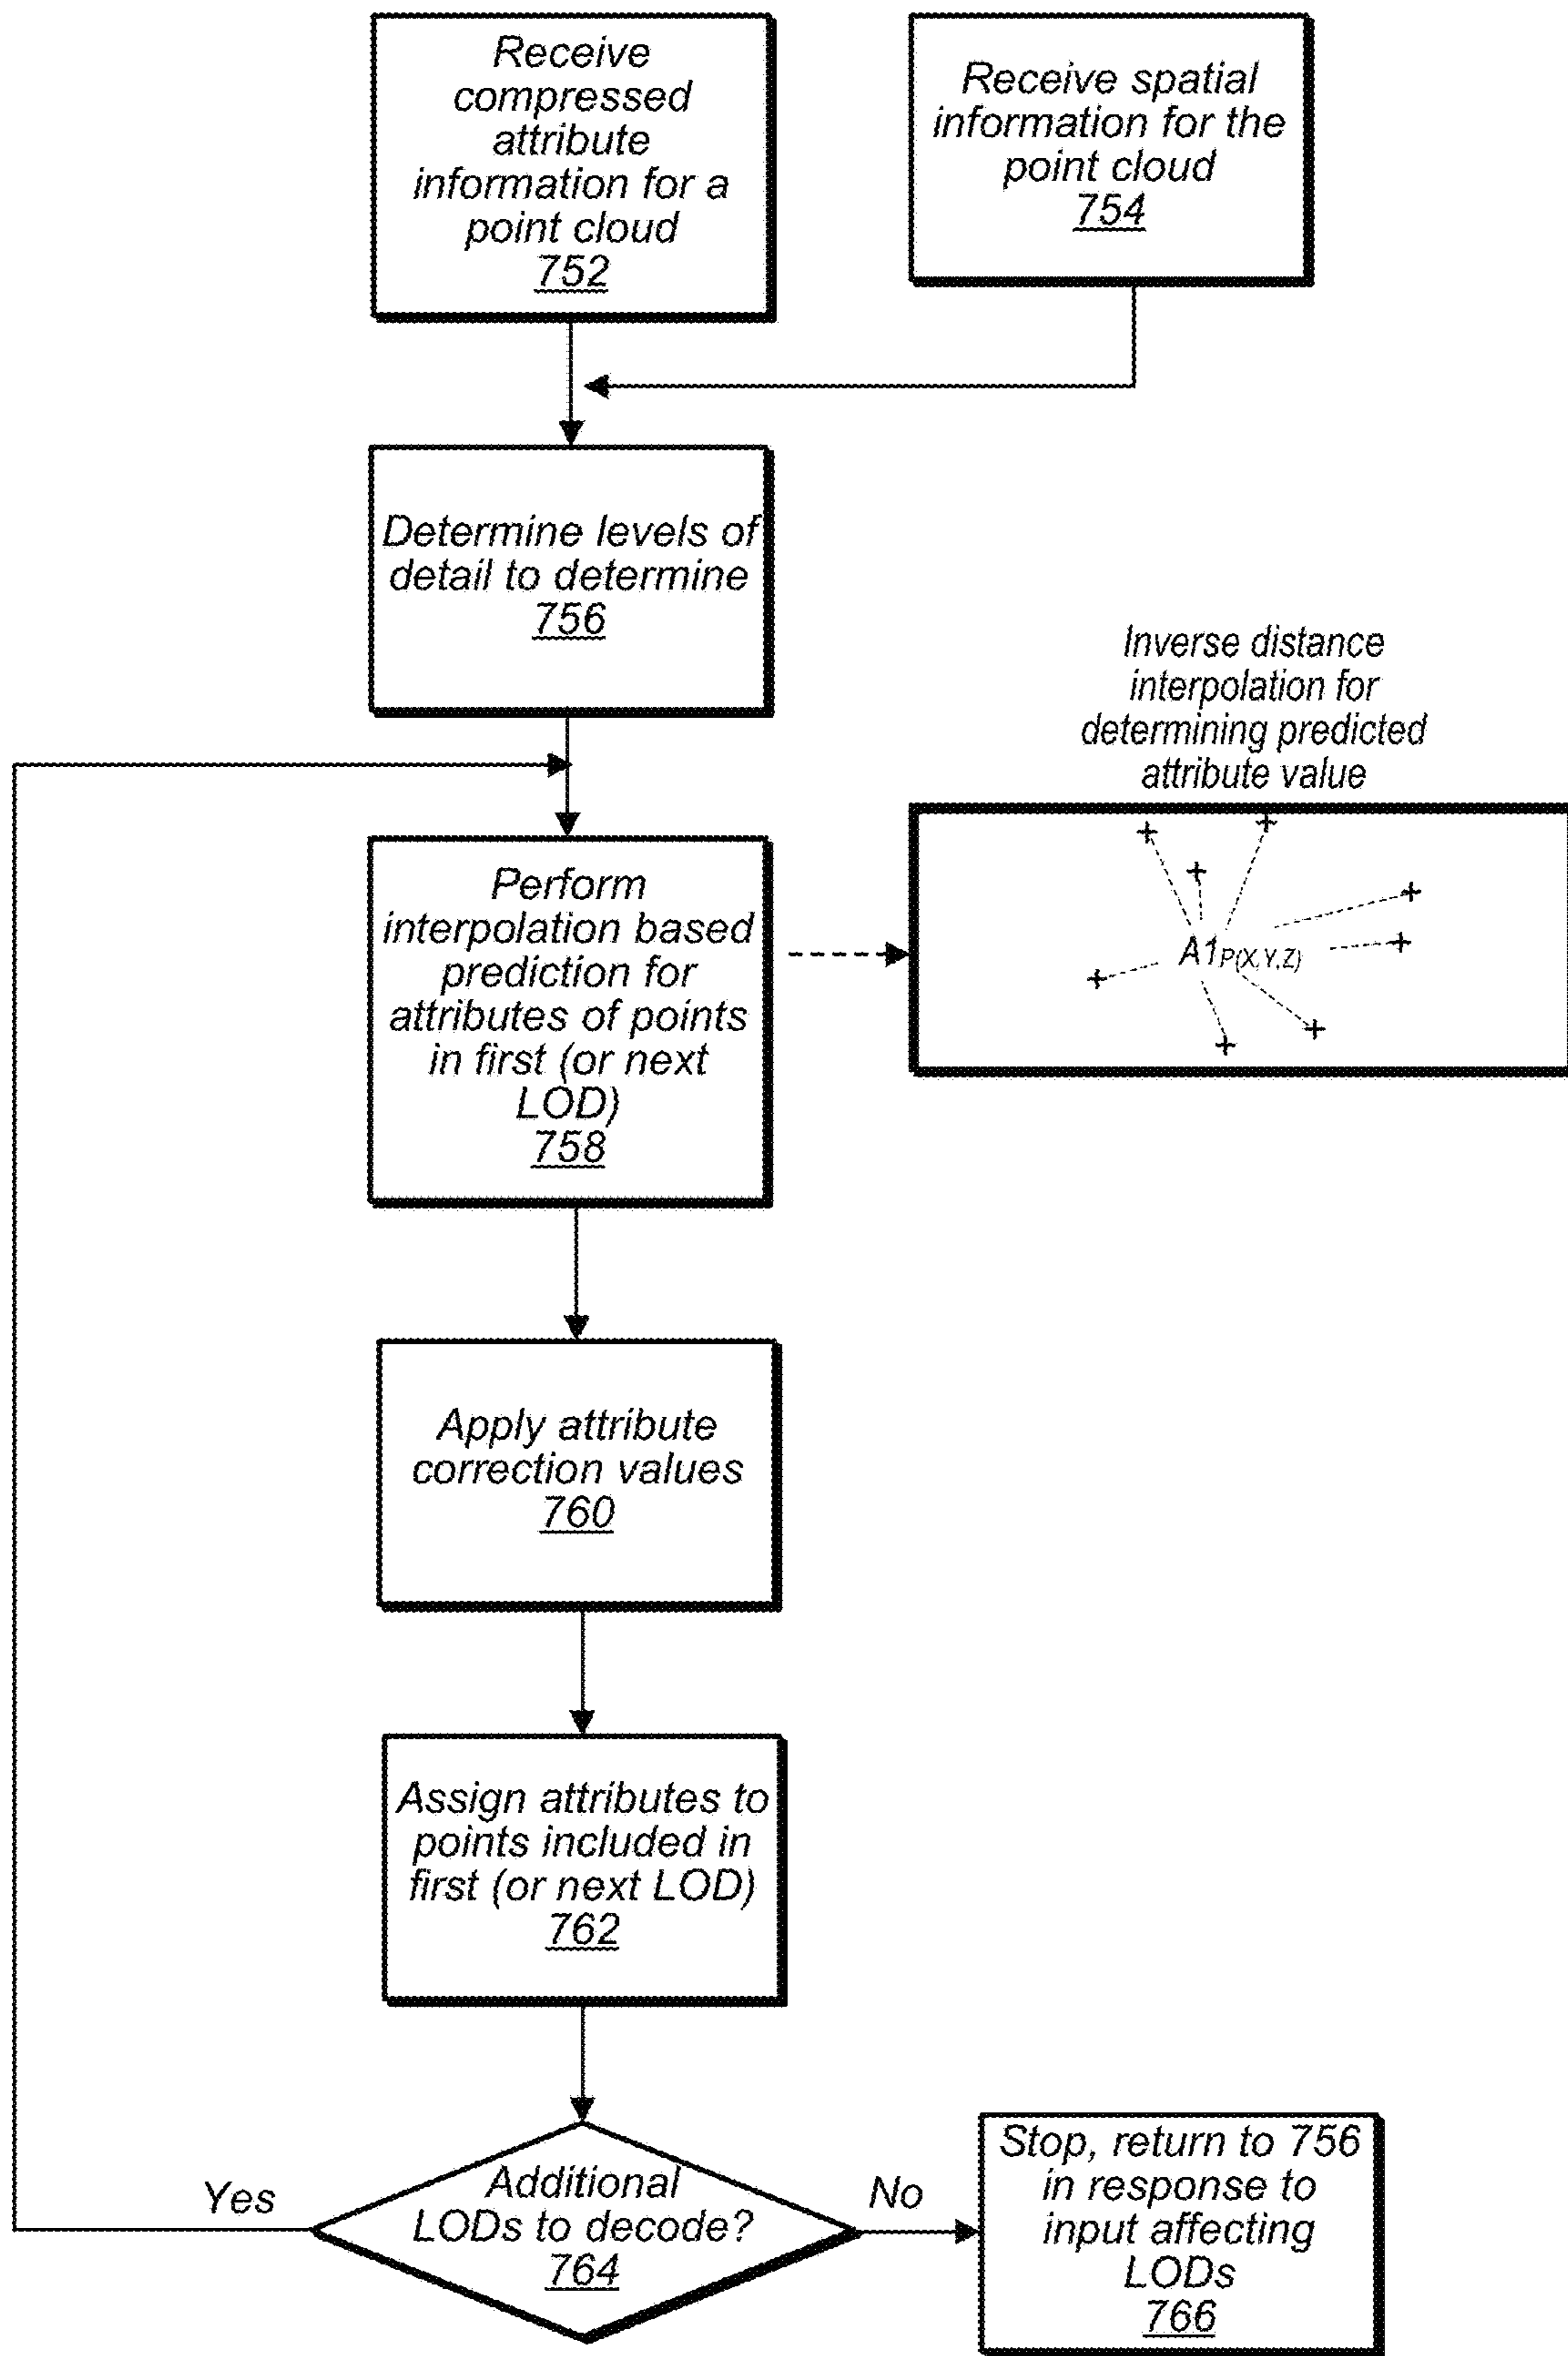 Receive
compressed
attribute
information for a
point cloud
752
Receive spatial
information for the
point cloud
754
Determine levels of
detail to determine
756
Inverse distance
interpolation for
determining predicted
attribute value
Perform
interpolation based
prediction for
attributes of points
in first (or next
LOD)
758
A1P(X,Y,Z)
Apply attribute
correction values
760
Assign attributes to
points included in
first (or next LOD)
762
Additional
LODs to decode?
764
Yes
No
Stop, return to 756
in response to
input affecting
LODs
766